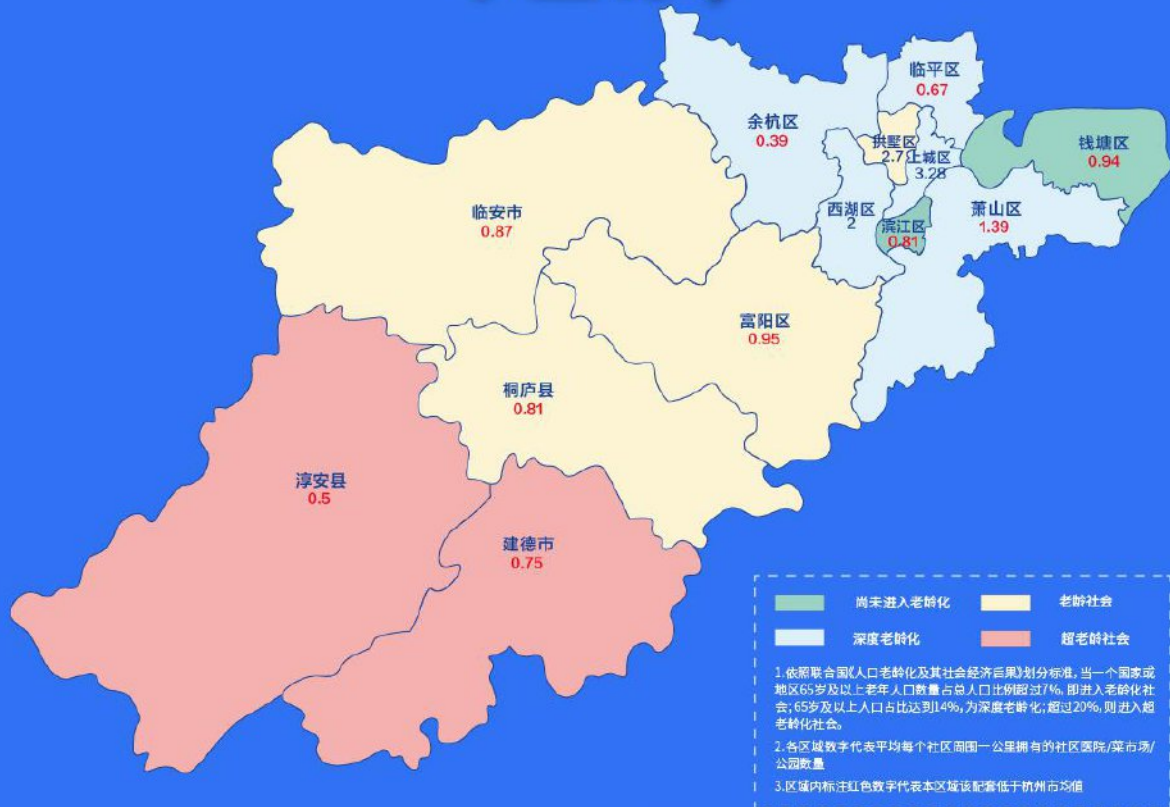 临平区
0.67
余杭区
0.39
拱墅区
2.7
上城区
3.28
钱塘区
0.94
临安市
0.87
西湖区
2
滨江区
0.81
萧山区
1.39
富阳区
0.95
桐庐县
0.81
淳安县
0.5
建德市
0.75
尚未进入老龄化
老龄社会
深度老龄化
超老龄社会
1.依照联合国《人口老龄化及其社会经济后果》划分标准,当一个国家或
地区65岁及以上老年人口数量占总人口比例超过7%,即进入老龄化社
会;65岁及以上人口占比达到14%,为深度老龄化;超过20%,则进入超
老龄化社会。
2.各区域数字代表平均每个社区周围一公里拥有的社区医院/菜市场/
公园数量
3.区域内标注红色数字代表本区域该配套低于杭州市均值